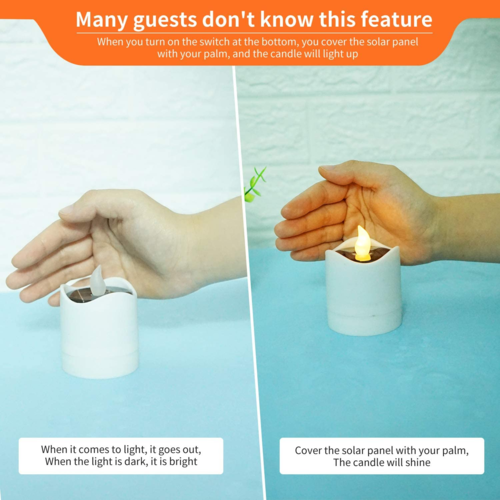 Many guests don't know this feature
When you turn on the switch at the bottom, you cover the solar panel
with your palm, and the candle will light up
When it comes to light, it goes out,
When the light is dark, it is bright
Cover the solar panel with your palm,
The candle will shine